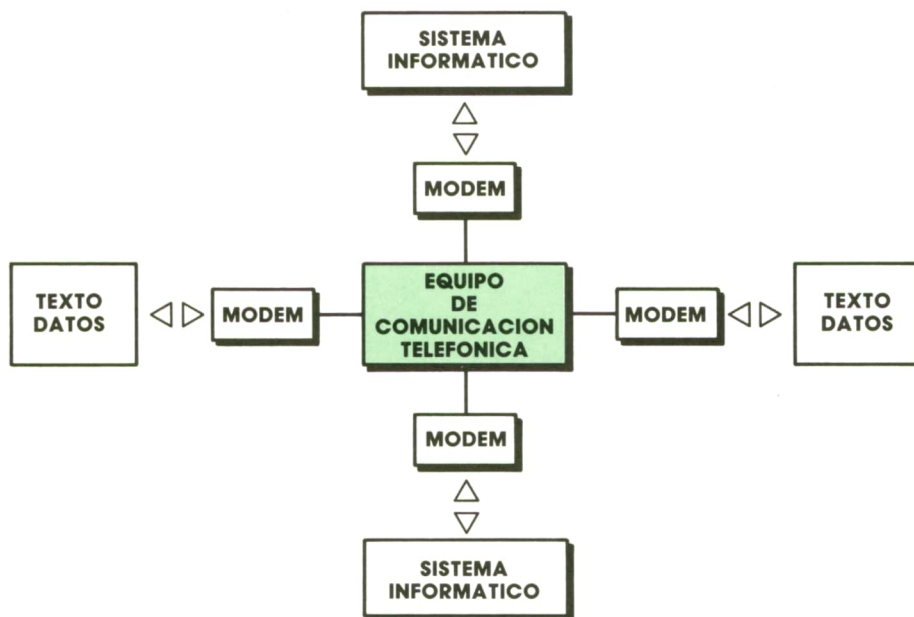 SISTEMA
INFORMATICO
MODEM
TEXTO
DATOS
MODEM
EQUIPO
DE
COMUNICACION
TELEFONICA
MODEM
TEXTO
DATOS
MODEM
SISTEMA
INFORMATICO